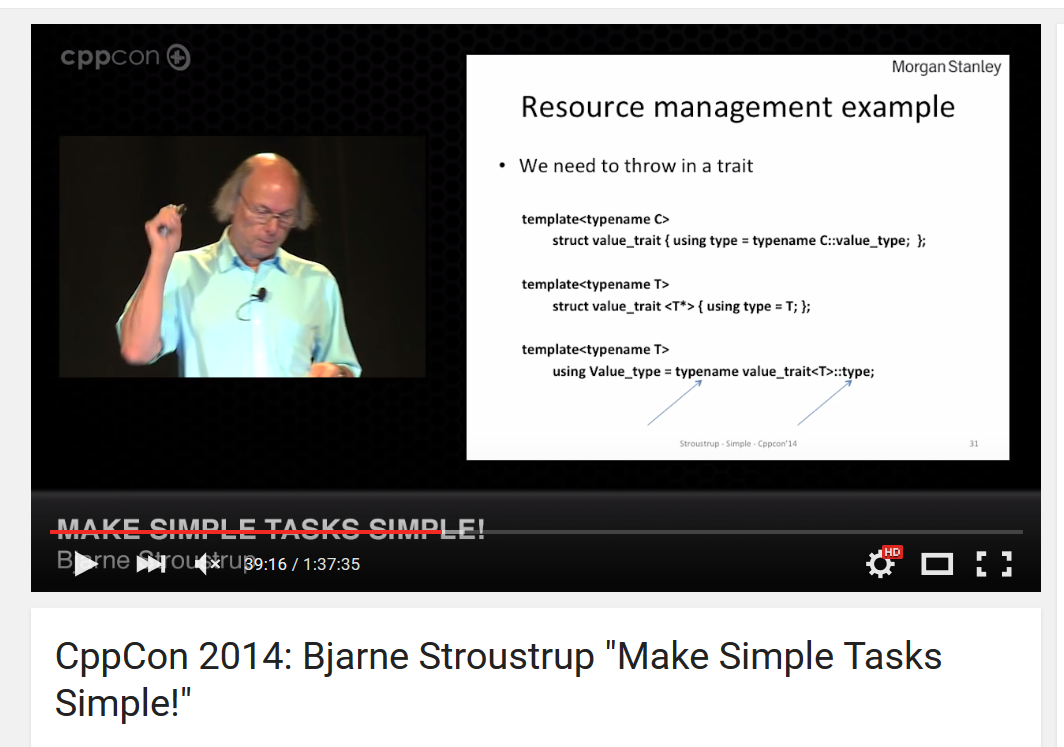 cppcon
Morgan Stanley
Resource management example
• We need to throw in a trait
template<typename C>
struct value_trait { using type = typename C::value_type; };
template<typename T>
struct value_trait <T*> { using type = T; };
template<typename T>
using Value_type = typename value_trait<T>::type;
Stroustrup - Simple - Cppcon'14
31
MAKE SIMPLE TASKS SIMPLE!
Bjarne Stroustrup
39:16 / 1:37:35
HD
CppCon 2014: Bjarne Stroustrup "Make Simple Tasks
Simple!"